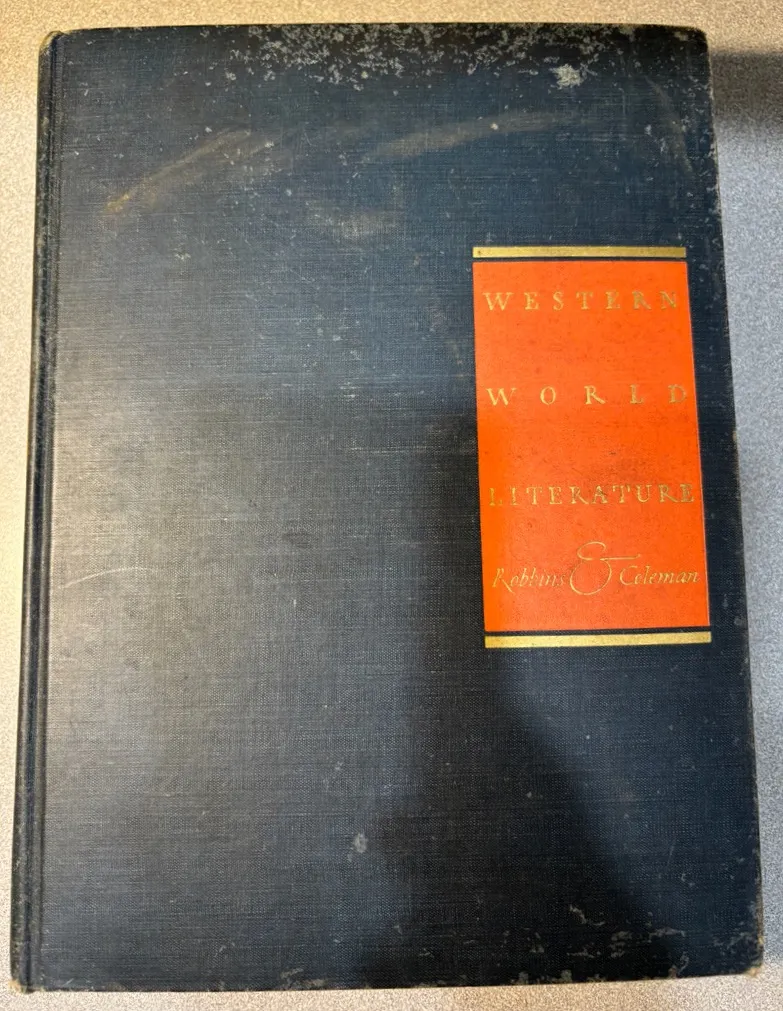 WESTERN
WORLD
LITERATURE
Robbins & Coleman